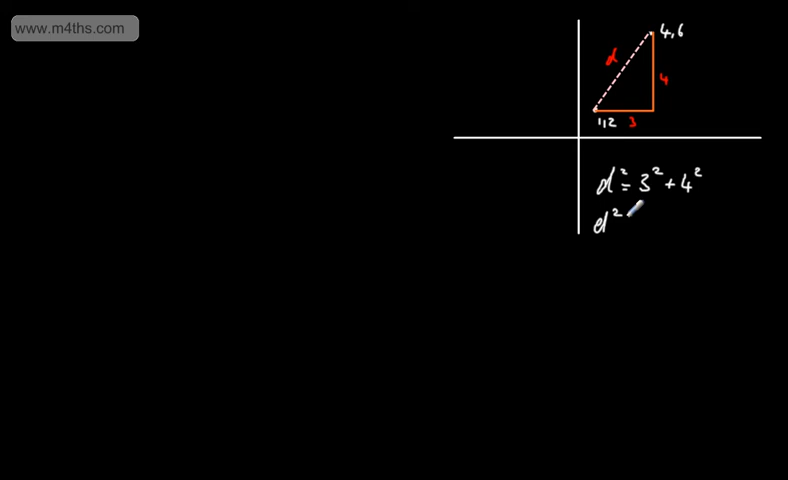 www.m4ths.com
4,6
d
4
1,2
3
d² = 3² + 4²
d²